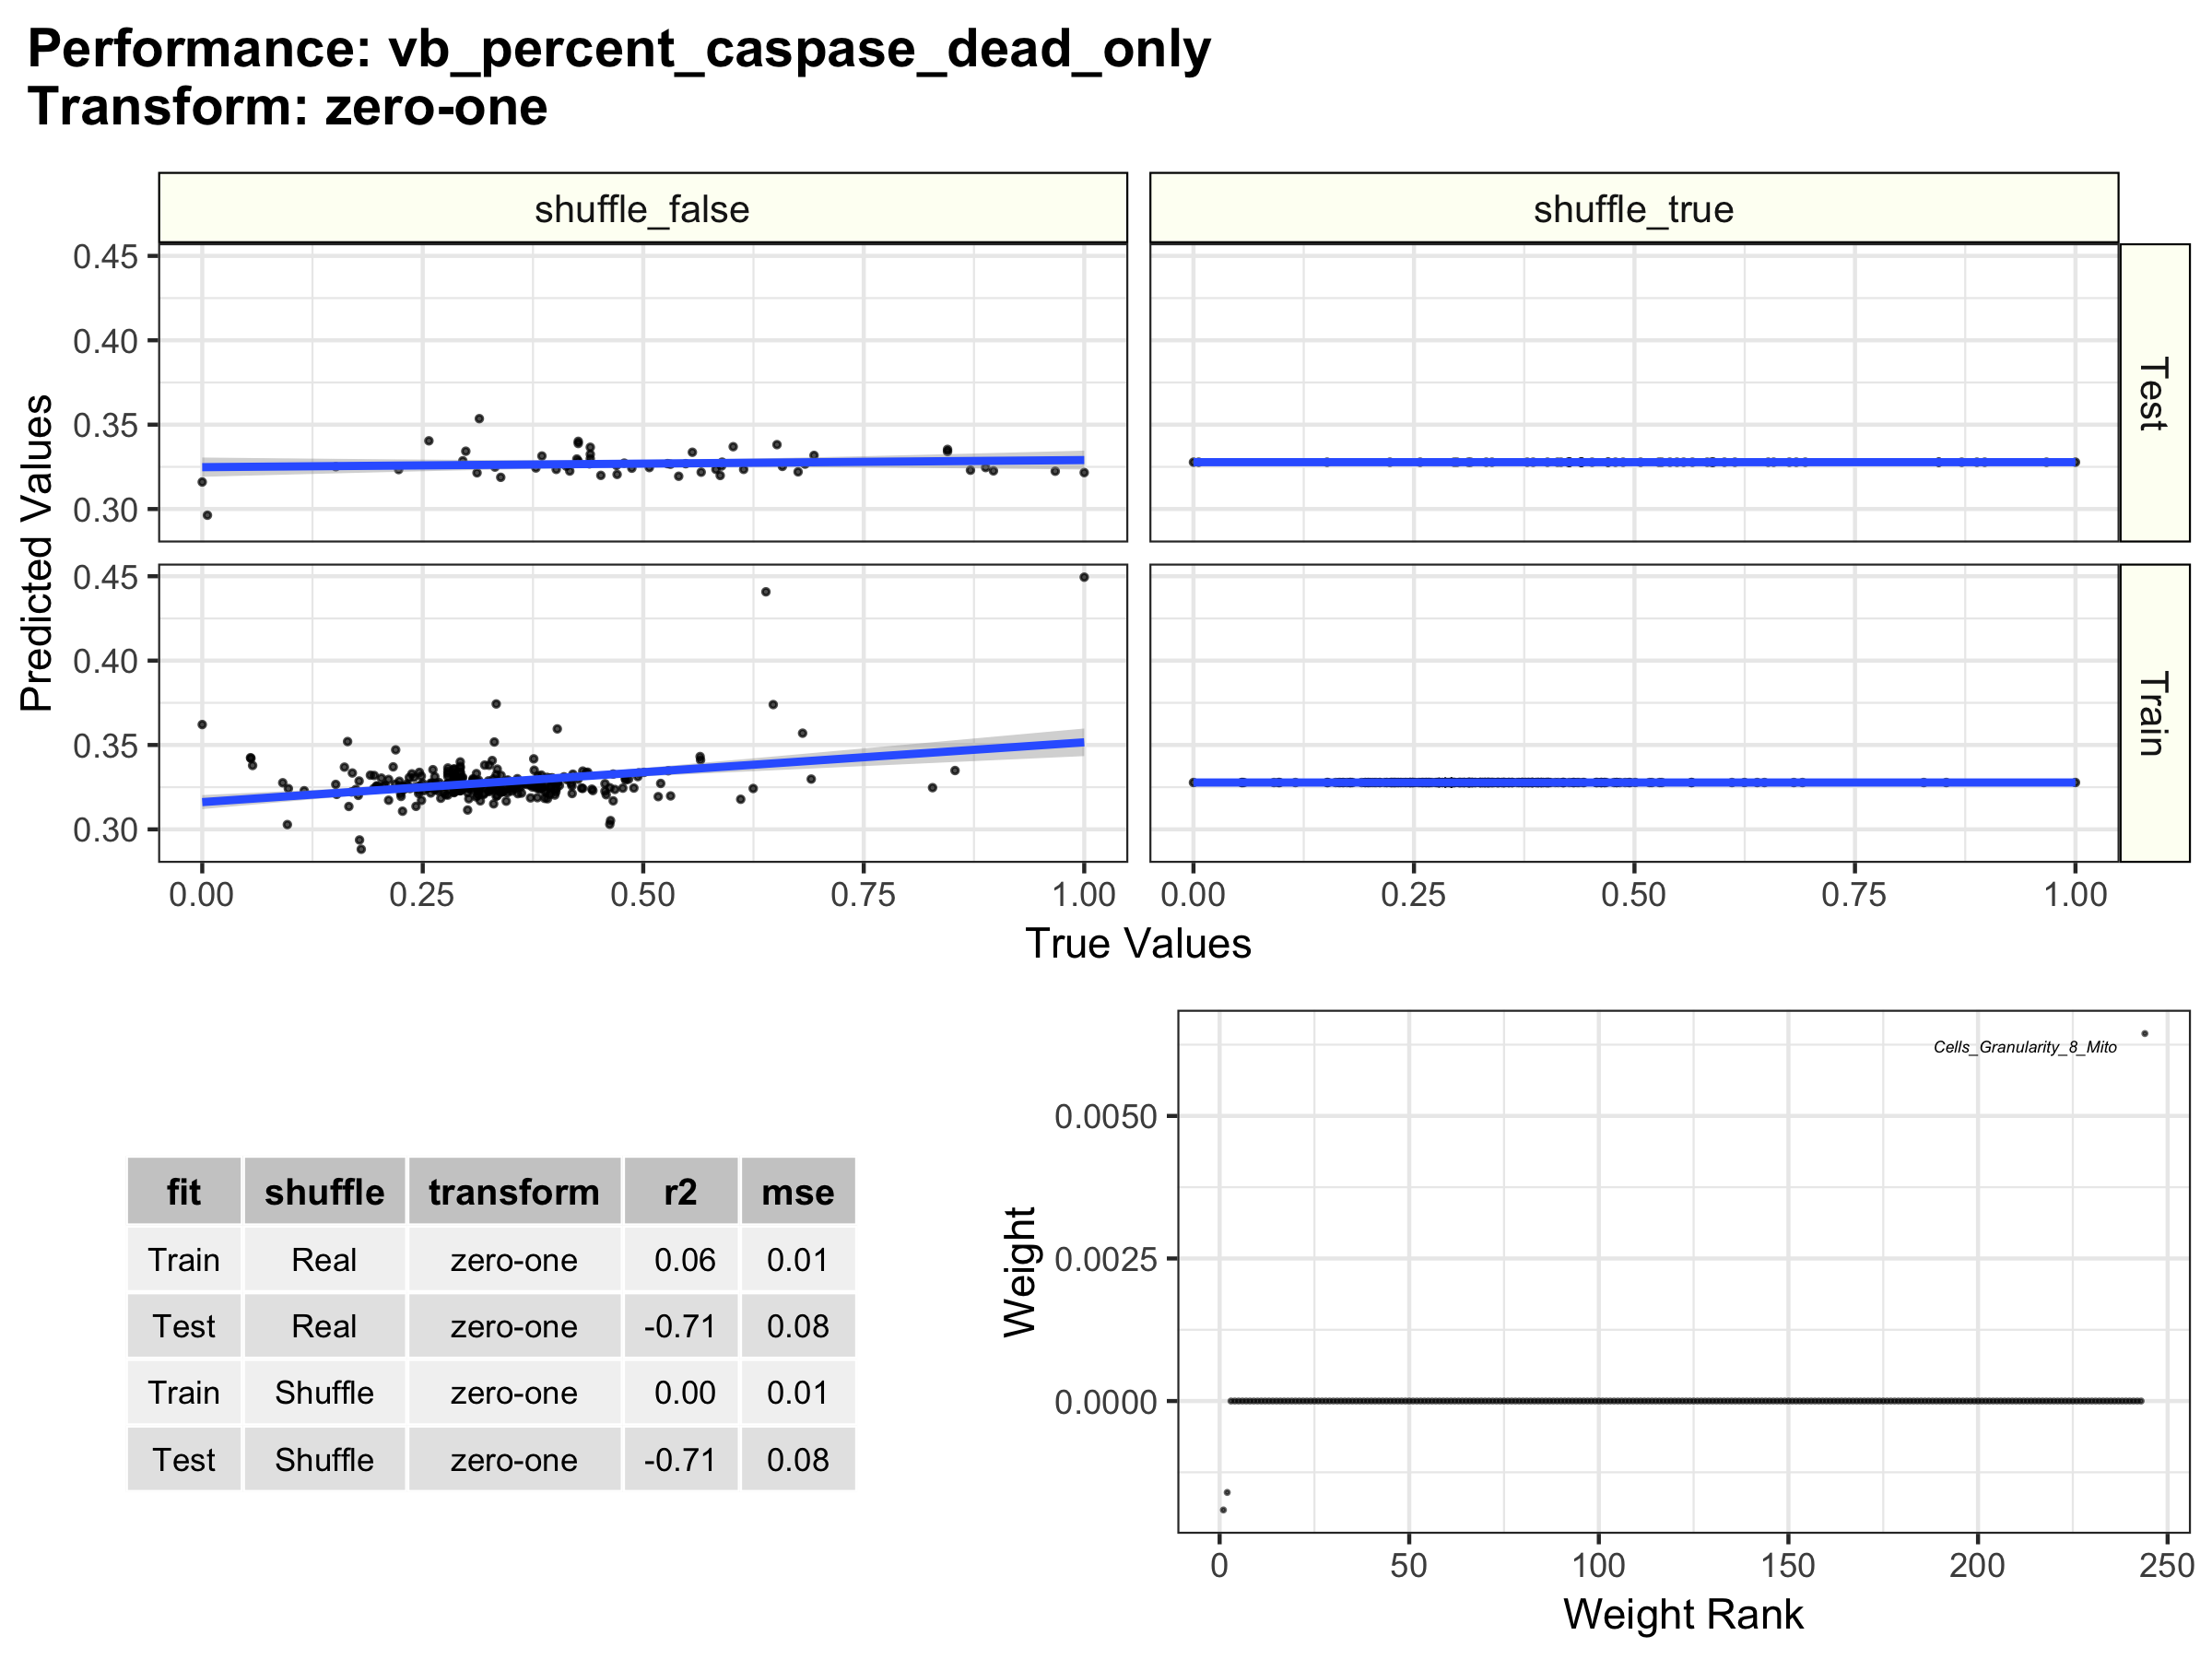 Performance: vb_percent_caspase_dead_only
Transform: zero-one
shuffle_false
shuffle_true
0.45
0.40
0.35
0.30
Test
0.45
0.40
0.35
0.30
Train
Predicted Values
0.00 0.25 0.50 0.75 1.00
0.00 0.25 0.50 0.75 1.00
True Values
fit shuffle transform r2 mse
Train Real zero-one 0.06 0.01
Test Real zero-one -0.71 0.08
Train Shuffle zero-one 0.00 0.01
Test Shuffle zero-one -0.71 0.08
Cells_Granularity_8_Mito
0.0050
0.0025
0.0000
Weight
0 50 100 150 200 250
Weight Rank